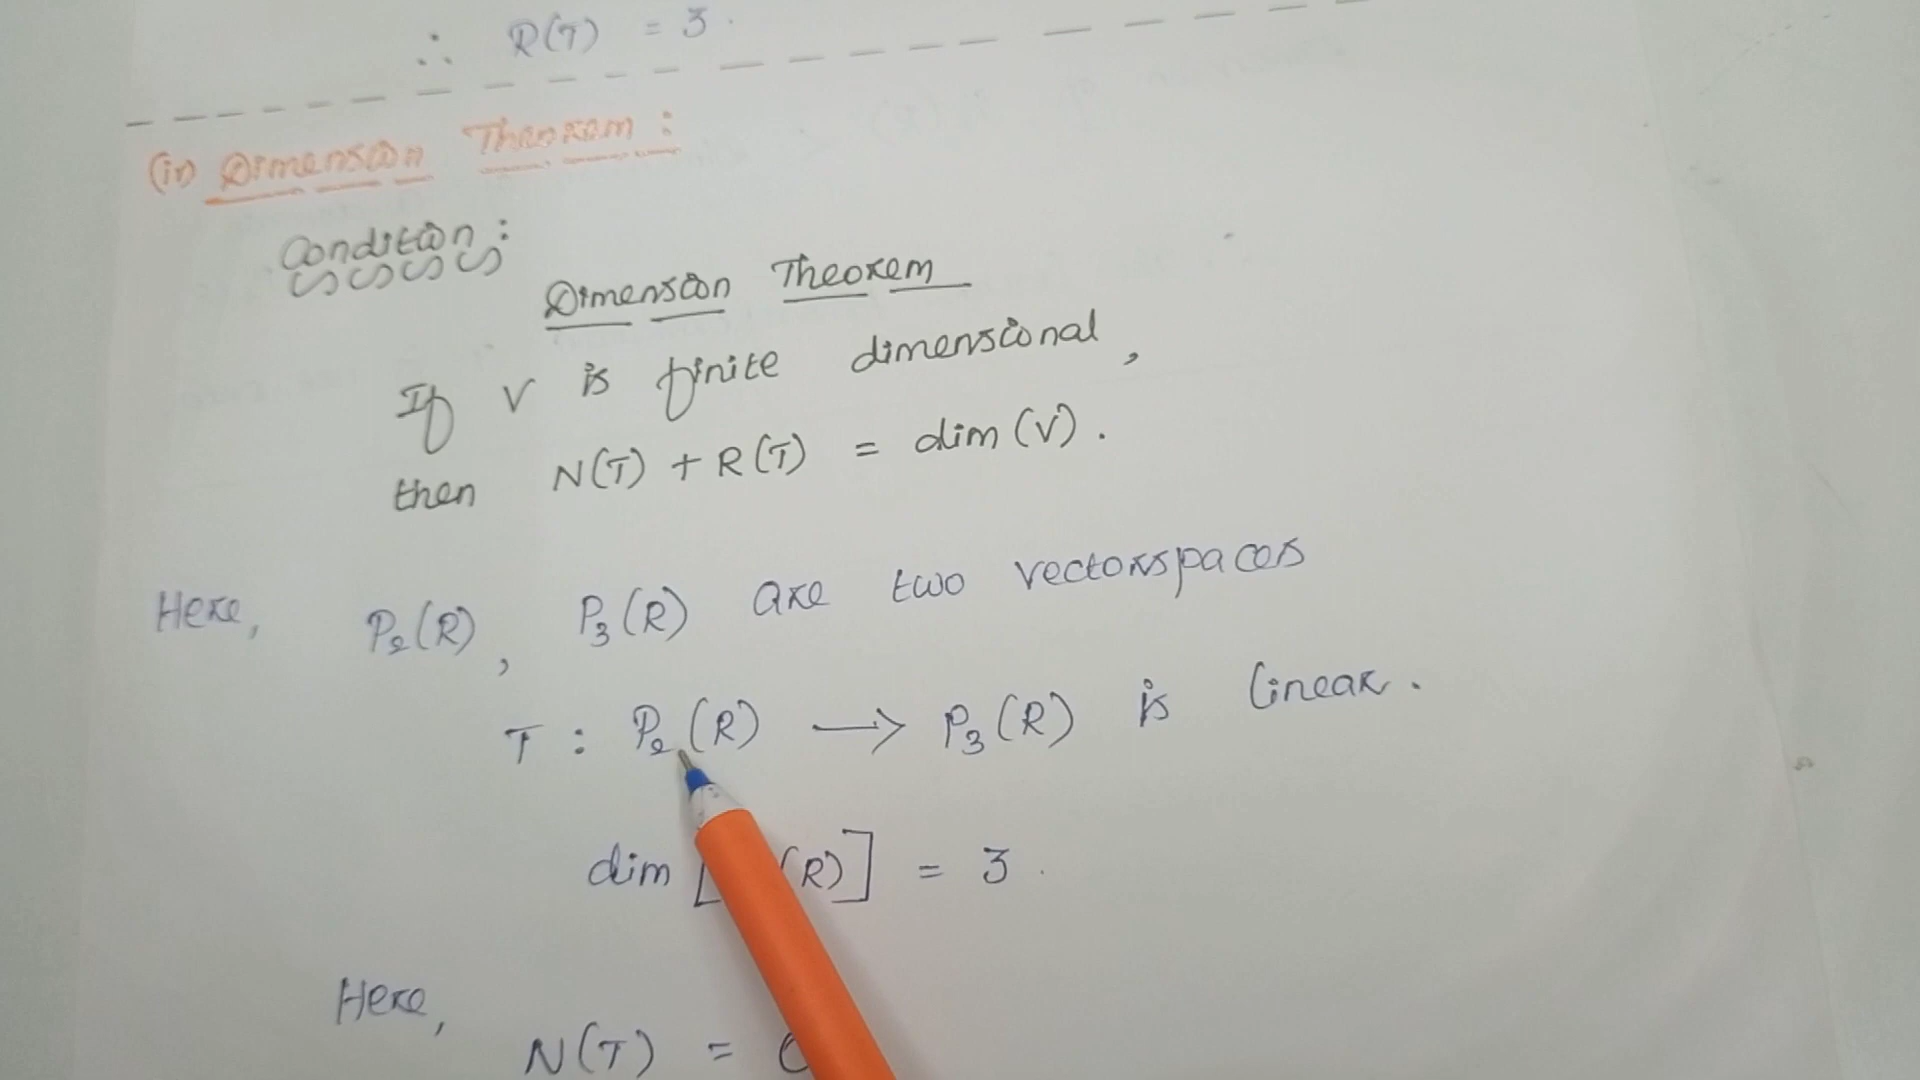 ∴ R(T) = 3.
(iv) Dimension Theorem:
Condition:
Dimension Theorem
If V is finite dimensional,
then N(T) + R(T) = dim (V).
Here, P₂(R), P₃(R) are two vectorspaces
T : P₂(R) → P₃(R) is linear.
dim [ (R)] = 3.
Here,
N(T) =